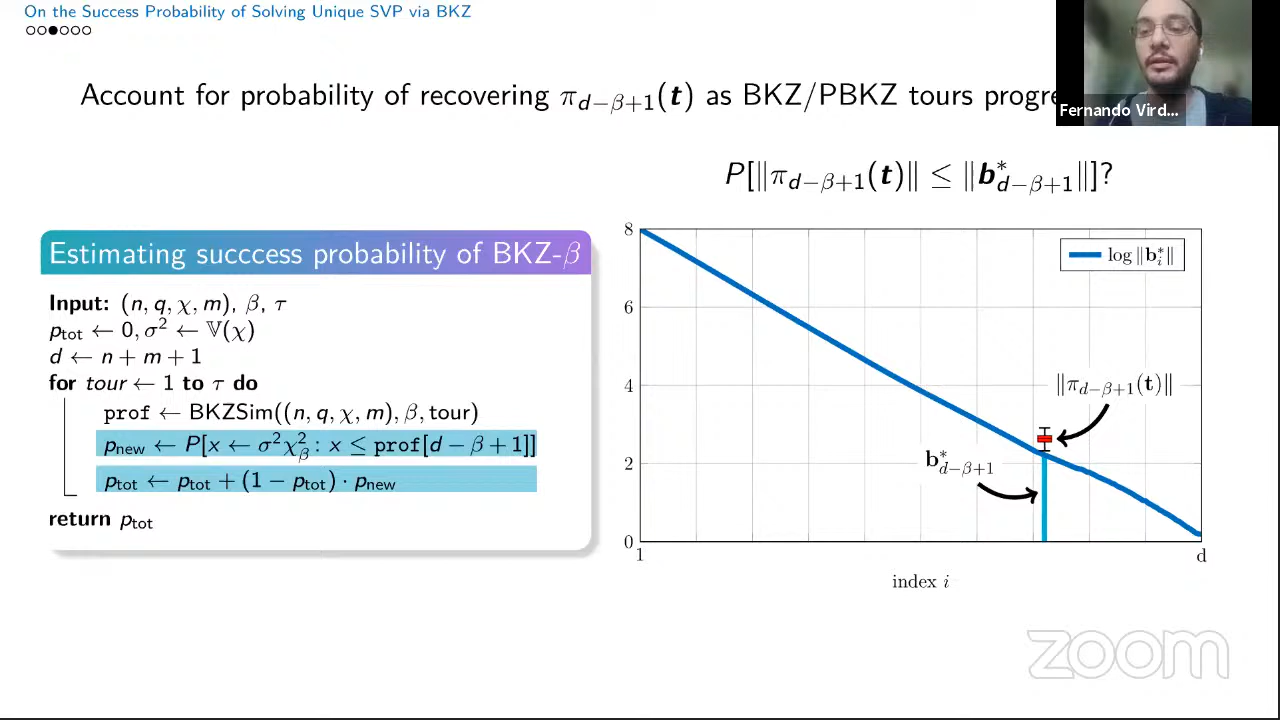 On the Success Probability of Solving Unique SVP via BKZ
Account for probability of recovering π_{d−β+1}(t) as BKZ/PBKZ tours progre
Fernando Vird...
P[‖π_{d−β+1}(t)‖ ≤ ‖b*_{d−β+1}‖]?
Estimating succcess probability of BKZ-β
Input: (n, q, χ, m), β, τ
p_tot ← 0, σ² ← 𝕍(χ)
d ← n + m + 1
for tour ← 1 to τ do
prof ← BKZSim((n, q, χ, m), β, tour)
p_new ← P[x ← σ²χ²_β : x ≤ prof[d − β + 1]]
p_tot ← p_tot + (1 − p_tot) · p_new
return p_tot
8
6
4
2
0
log ‖b*_i‖
‖π_{d−β+1}(t)‖
b*_{d−β+1}
1
d
index i
zoom